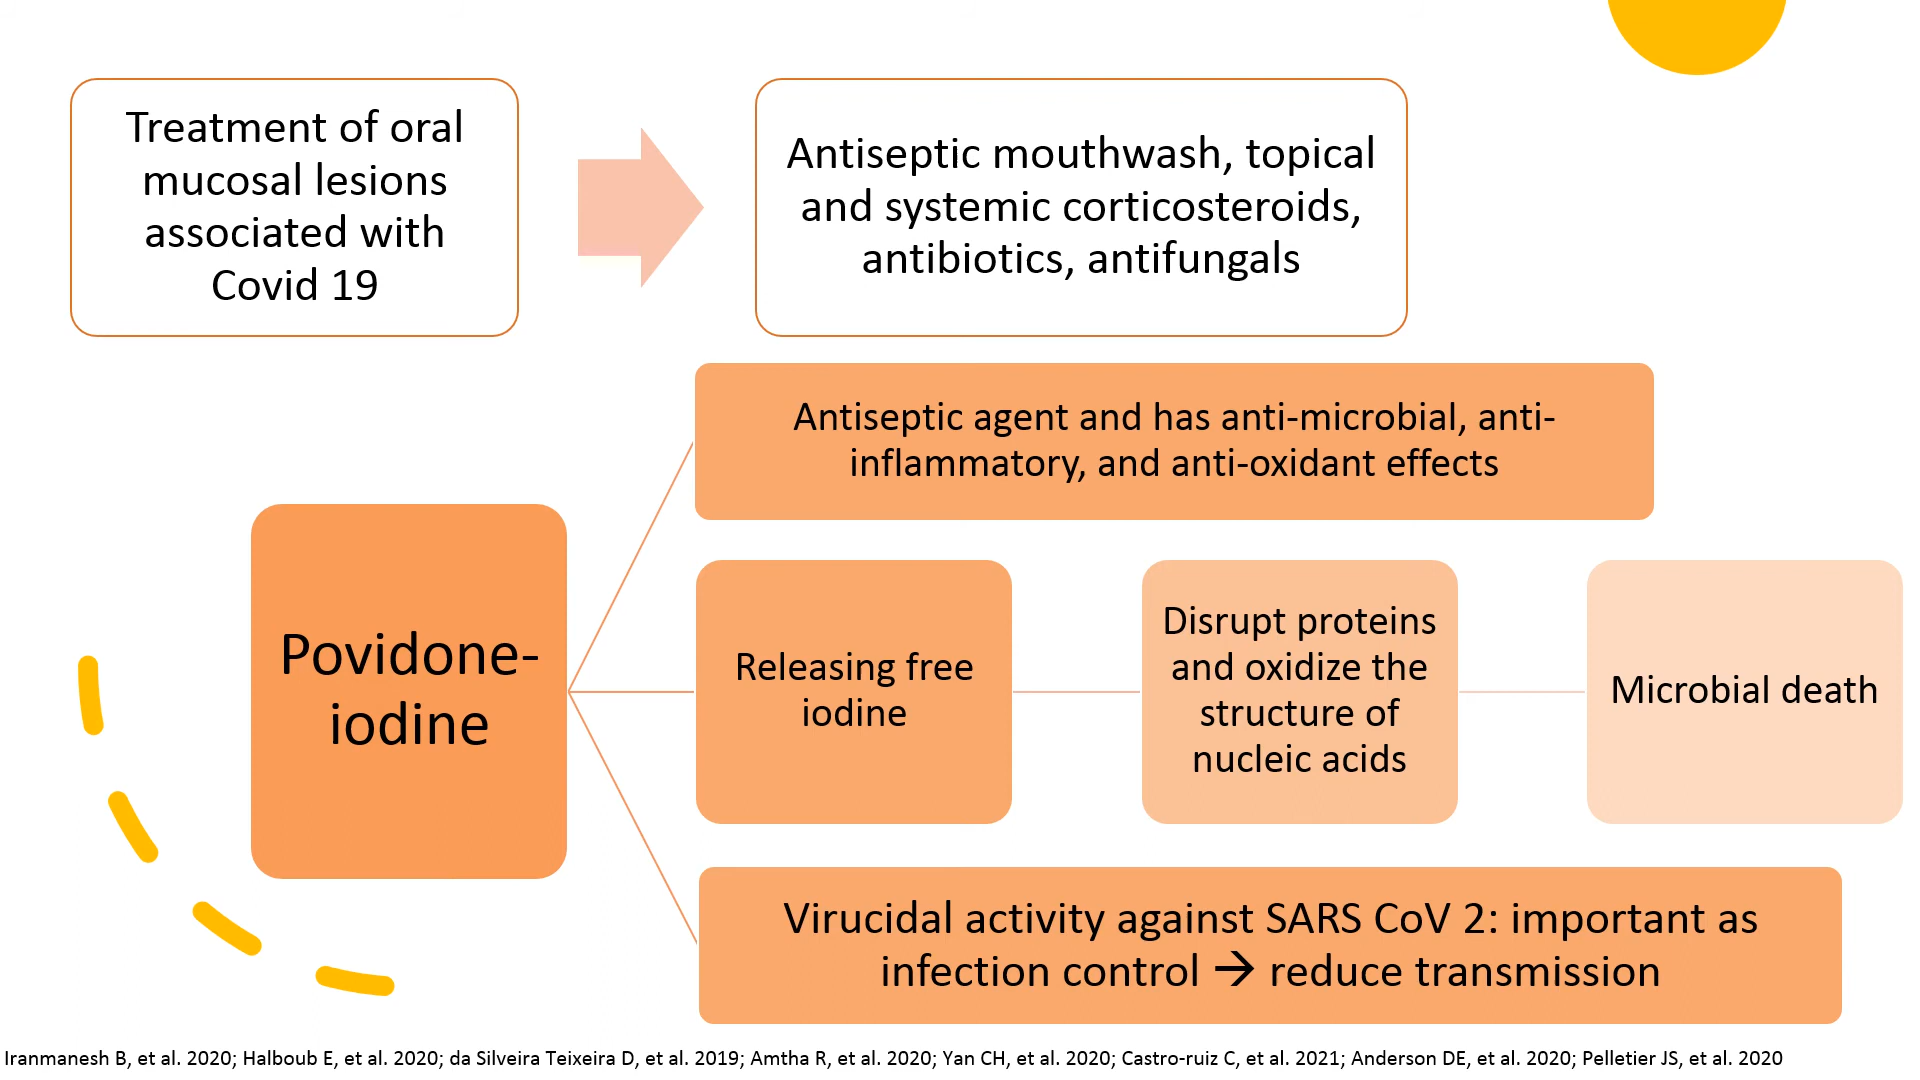 Treatment of oral
mucosal lesions
associated with
Covid 19
Antiseptic mouthwash, topical
and systemic corticosteroids,
antibiotics, antifungals
Antiseptic agent and has anti-microbial, anti-
inflammatory, and anti-oxidant effects
Povidone-
iodine
Releasing free
iodine
Disrupt proteins
and oxidize the
structure of
nucleic acids
Microbial death
Virucidal activity against SARS CoV 2: important as
infection control → reduce transmission
Iranmanesh B, et al. 2020; Halboub E, et al. 2020; da Silveira Teixeira D, et al. 2019; Amtha R, et al. 2020; Yan CH, et al. 2020; Castro-ruiz C, et al. 2021; Anderson DE, et al. 2020; Pelletier JS, et al. 2020